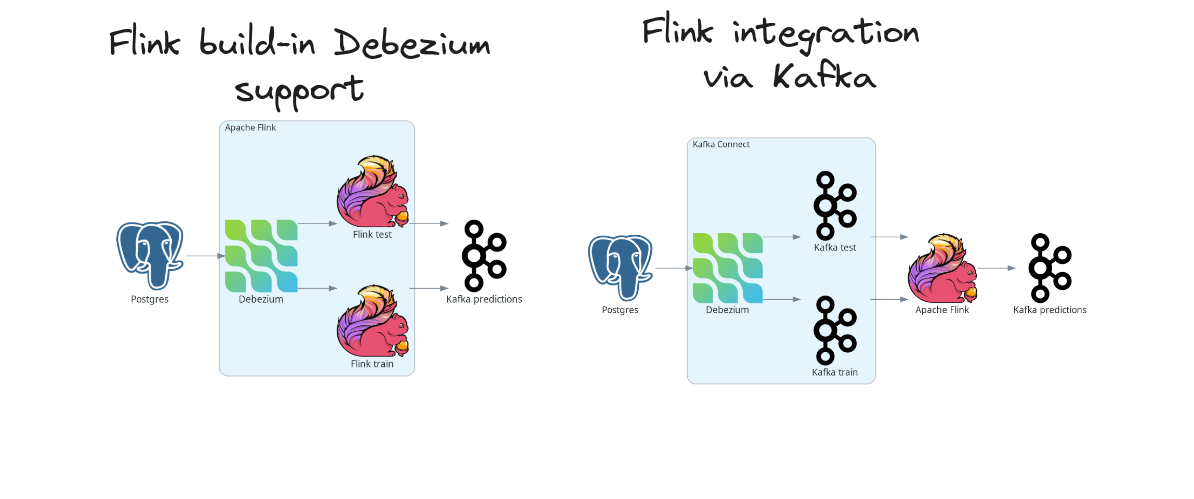 Flink build-in Debezium
support
Apache Flink
Flink test
Postgres
Debezium
Kafka predictions
Flink train
Flink integration
via Kafka
Kafka Connect
Kafka test
Postgres
Debezium
Apache Flink
Kafka predictions
Kafka train